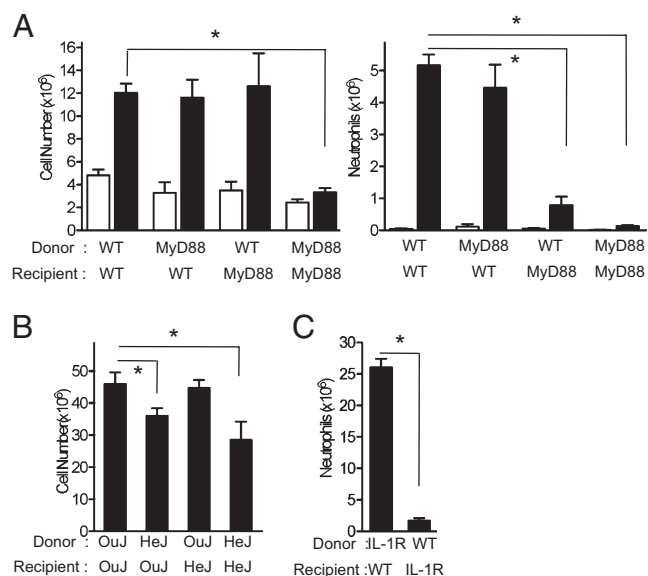 A
*
*
*
16
14
12
10
8
6
4
2
0
Cell Number(x10⁶)
5
4
3
2
1
0
Neutrophils (x10⁶)
Donor : WT MyD88 WT MyD88
Recipient : WT WT MyD88 MyD88
WT MyD88 WT MyD88
WT WT MyD88 MyD88
B
*
*
50
40
30
20
10
0
Cell Number(x10⁶)
Donor : OuJ HeJ OuJ HeJ
Recipient : OuJ OuJ HeJ HeJ
C
*
30
25
20
15
10
5
0
Neutrophils(x10⁶)
Donor :IL-1R WT
Recipient :WT IL-1R